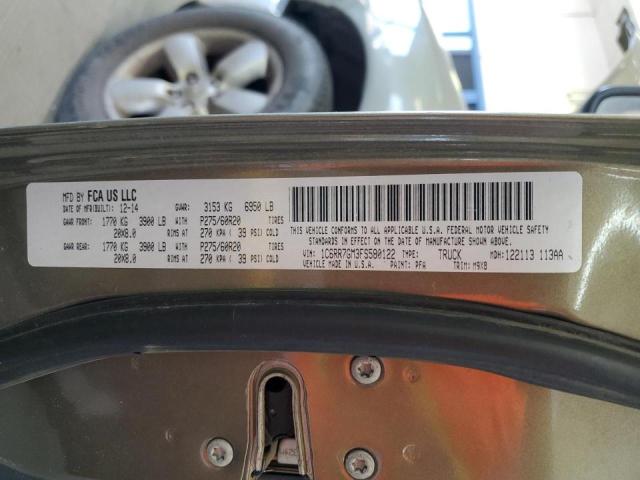 MFD BY FCA US LLC
DATE OF MFR(BUILT): 12-14 GVWR: 3153 KG 6950 LB
GAWR FRONT: 1770 KG 3900 LB WITH P275/60R20 TIRES
20X8.0 RIMS AT 270 KPA ( 39 PSI) COLD
GAWR REAR: 1770 KG 3900 LB WITH P275/60R20 TIRES
20X8.0 RIMS AT 270 KPA ( 39 PSI) COLD
THIS VEHICLE CONFORMS TO ALL APPLICABLE U.S.A. FEDERAL MOTOR VEHICLE SAFETY
STANDARDS IN EFFECT ON THE DATE OF MANUFACTURE SHOWN ABOVE.
VIN: 1C6RR7GM3FS580122 TYPE: TRUCK MDH:122113 113AA
VEHICLE MADE IN U.S.A. PAINT: PFA TRIM: M9X8